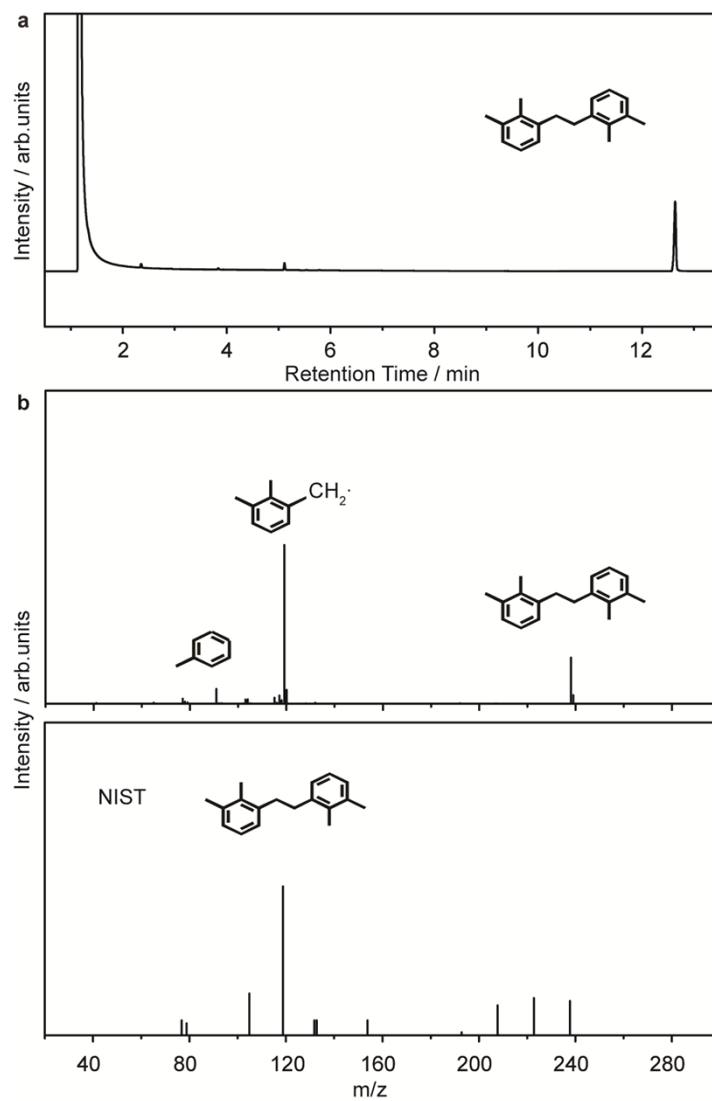 a
Intensity / arb.units
2 4 6 8 10 12
Retention Time / min
b
CH2·
Intensity / arb.units
NIST
40 80 120 160 200 240 280
m/z